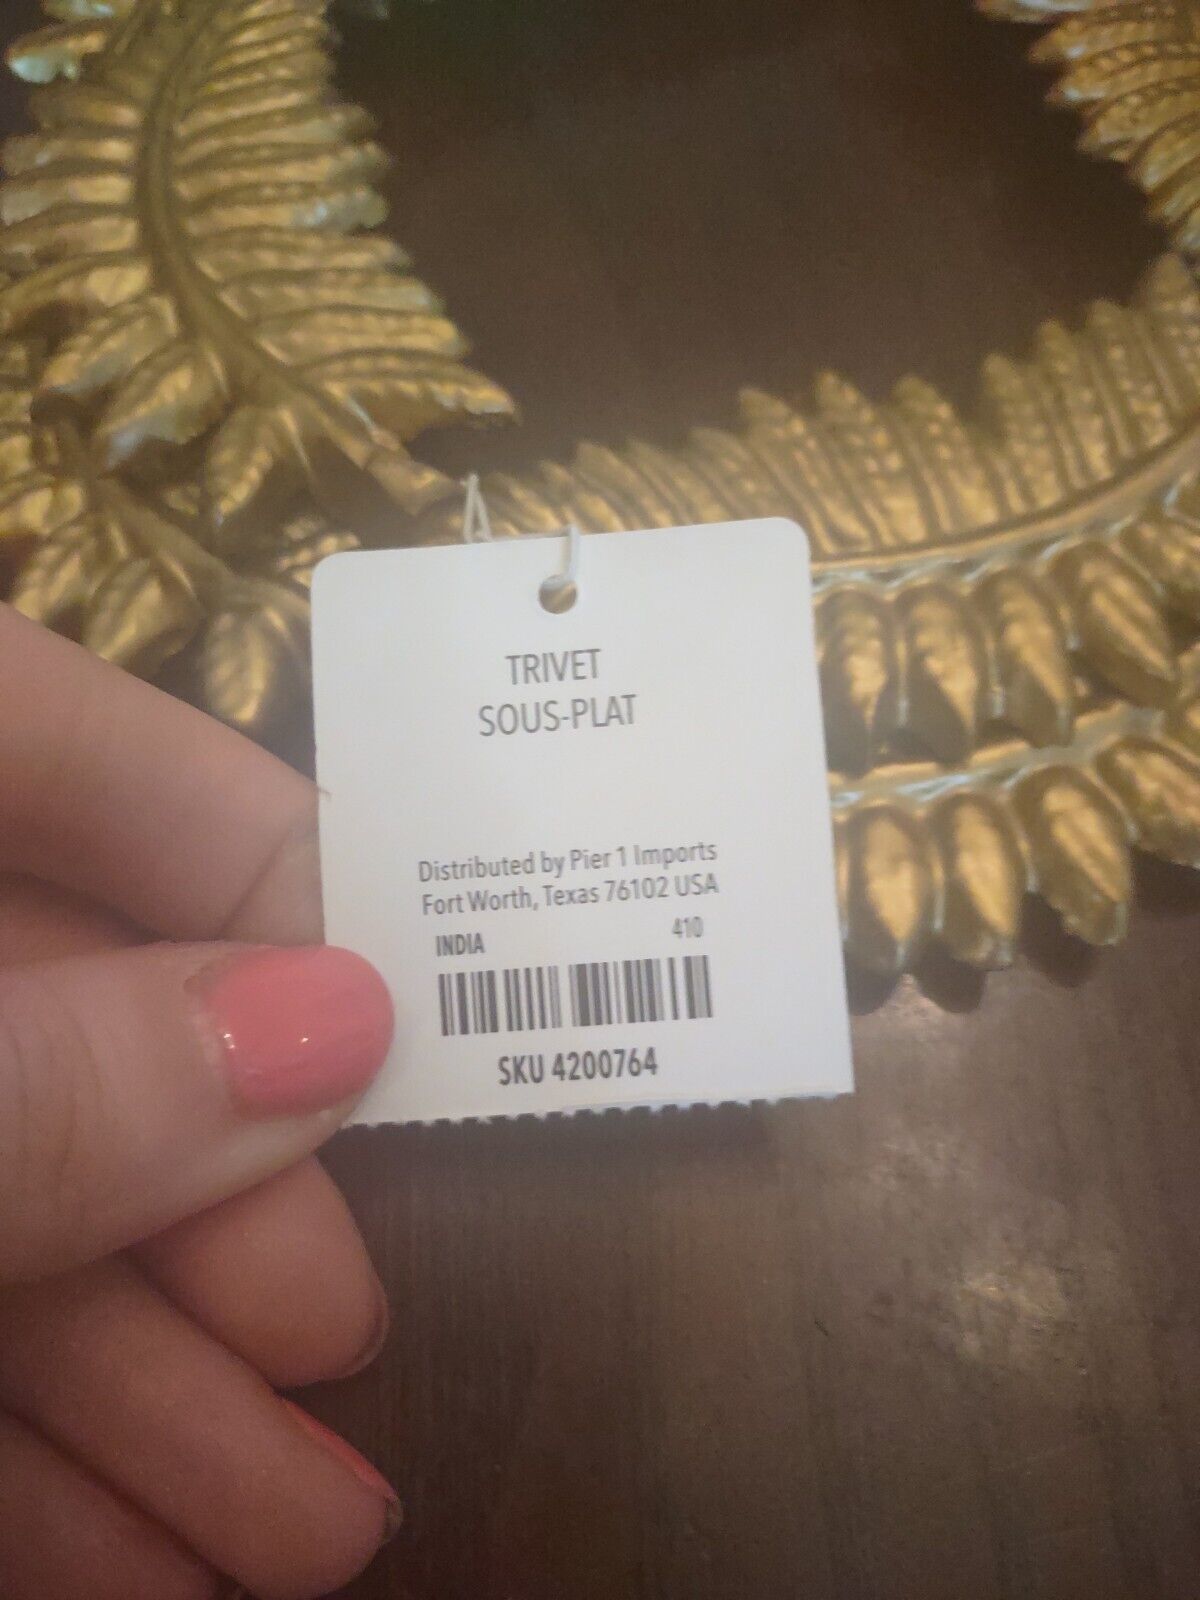 TRIVET
SOUS-PLAT
Distributed by Pier 1 Imports
Fort Worth, Texas 76102 USA
INDIA 410
SKU 4200764